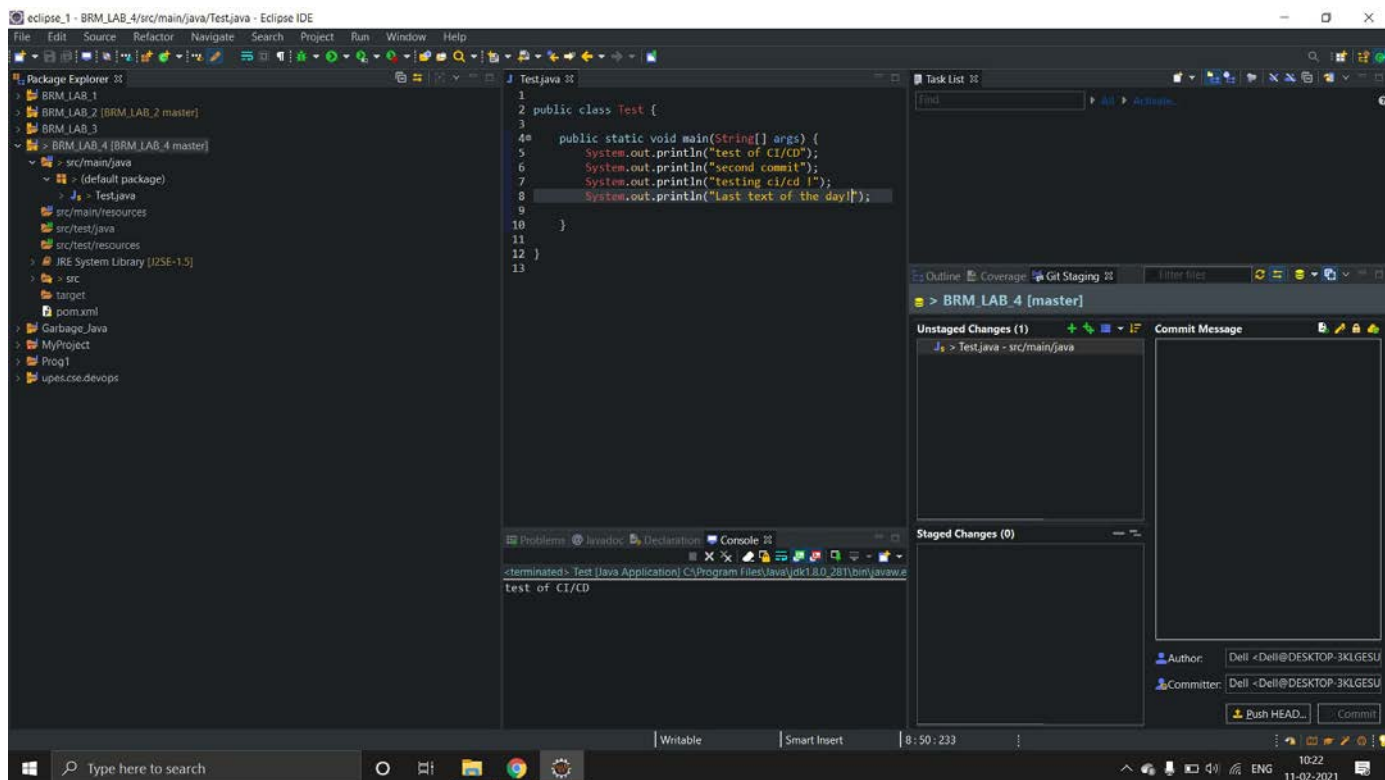 eclipse_1 - BRM_LAB_4/src/main/java/Test.java - Eclipse IDE
File Edit Source Refactor Navigate Search Project Run Window Help
Package Explorer
BRM_LAB_1
BRM_LAB_2 [BRM_LAB_2 master]
BRM_LAB_3
> BRM_LAB_4 [BRM_LAB_4 master]
> src/main/java
> (default package)
> Test.java
src/main/resources
src/test/java
src/test/resources
JRE System Library [J2SE-1.5]
> src
target
pom.xml
Garbage_Java
MyProject
Prog1
upes.cse.devops
Test.java
1
2 public class Test {
3
4 public static void main(String[] args) {
5 System.out.println("test of CI/CD");
6 System.out.println("second commit");
7 System.out.println("testing ci/cd !");
8 System.out.println("Last text of the day!");
9
10 }
11
12 }
13
Problems Javadoc Declaration Console
<terminated> Test [Java Application] C:\Program Files\Java\jdk1.8.0_281\bin\javaw.e
test of CI/CD
Task List
Find All Activate...
Outline Coverage Git Staging Filter files
> BRM_LAB_4 [master]
Unstaged Changes (1)
> Test.java - src/main/java
Staged Changes (0)
Commit Message
Author: Dell <Dell@DESKTOP-3KLGESU
Committer: Dell <Dell@DESKTOP-3KLGESU
Push HEAD... Commit
Writable Smart Insert 8 : 50 : 233
Type here to search
ENG 10:22
11-02-2021